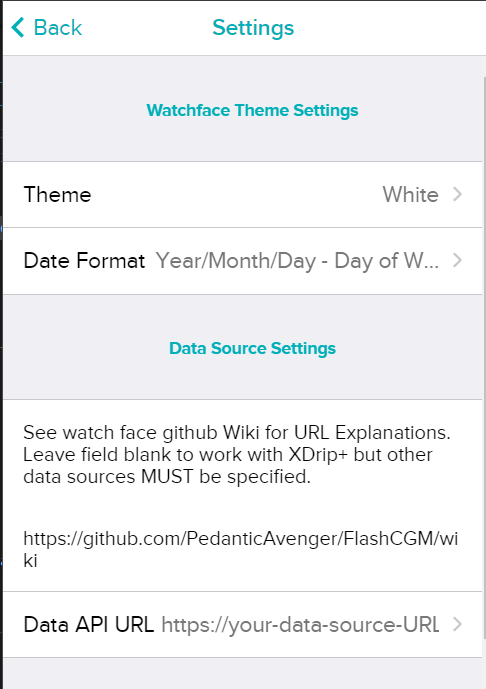 Back
Settings
Watchface Theme Settings
Theme White
Date Format Year/Month/Day - Day of W...
Data Source Settings
See watch face github Wiki for URL Explanations.
Leave field blank to work with XDrip+ but other
data sources MUST be specified.
https://github.com/PedanticAvenger/FlashCGM/wi
ki
Data API URL https://your-data-source-URL